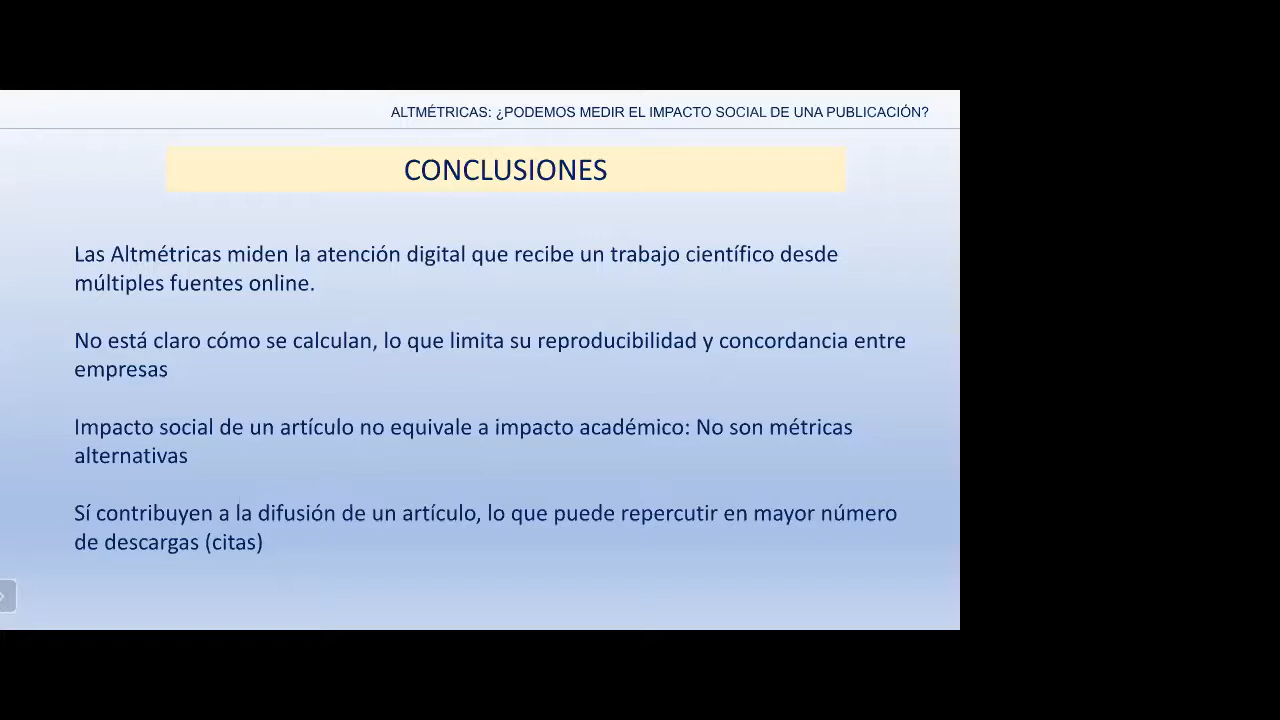 ALTMÉTRICAS: ¿PODEMOS MEDIR EL IMPACTO SOCIAL DE UNA PUBLICACIÓN?
CONCLUSIONES
Las Altmétricas miden la atención digital que recibe un trabajo científico desde
múltiples fuentes online.
No está claro cómo se calculan, lo que limita su reproducibilidad y concordancia entre
empresas
Impacto social de un artículo no equivale a impacto académico: No son métricas
alternativas
Sí contribuyen a la difusión de un artículo, lo que puede repercutir en mayor número
de descargas (citas)